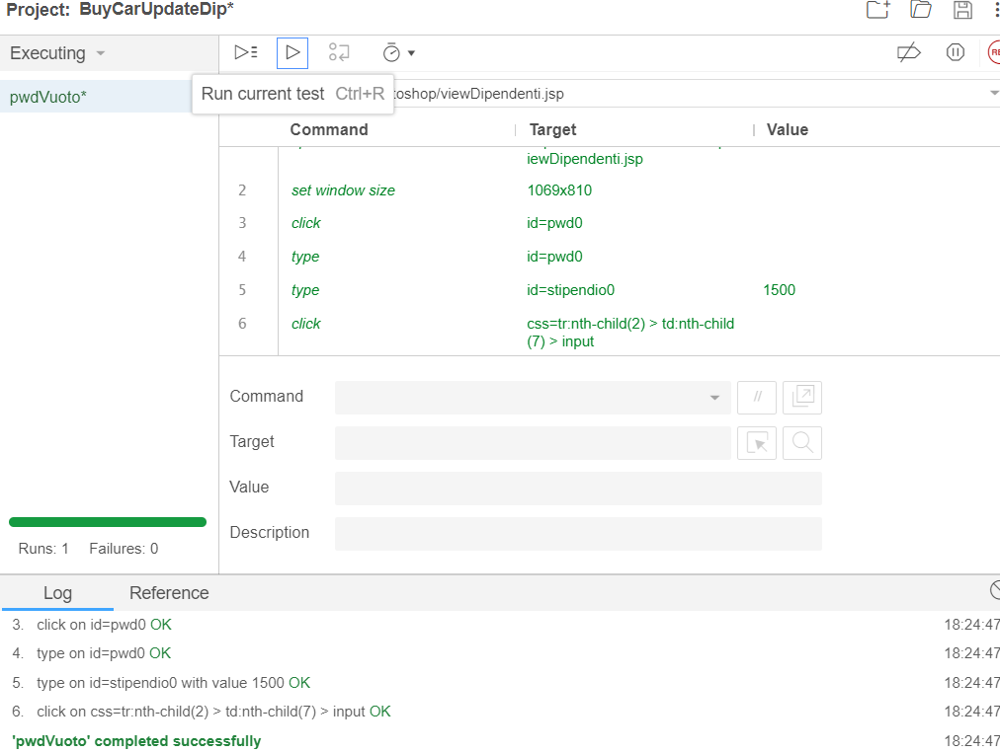 Project: BuyCarUpdateDip*
Executing
pwdVuoto*
Run current test Ctrl+R
toshop/viewDipendenti.jsp
Command Target Value
iewDipendenti.jsp
2 set window size 1069x810
3 click id=pwd0
4 type id=pwd0
5 type id=stipendio0 1500
6 click css=tr:nth-child(2) > td:nth-child
(7) > input
Command //
Target
Value
Description
Runs: 1 Failures: 0
Log Reference
3. click on id=pwd0 OK 18:24:47
4. type on id=pwd0 OK 18:24:47
5. type on id=stipendio0 with value 1500 OK 18:24:47
6. click on css=tr:nth-child(2) > td:nth-child(7) > input OK 18:24:47
'pwdVuoto' completed successfully 18:24:47